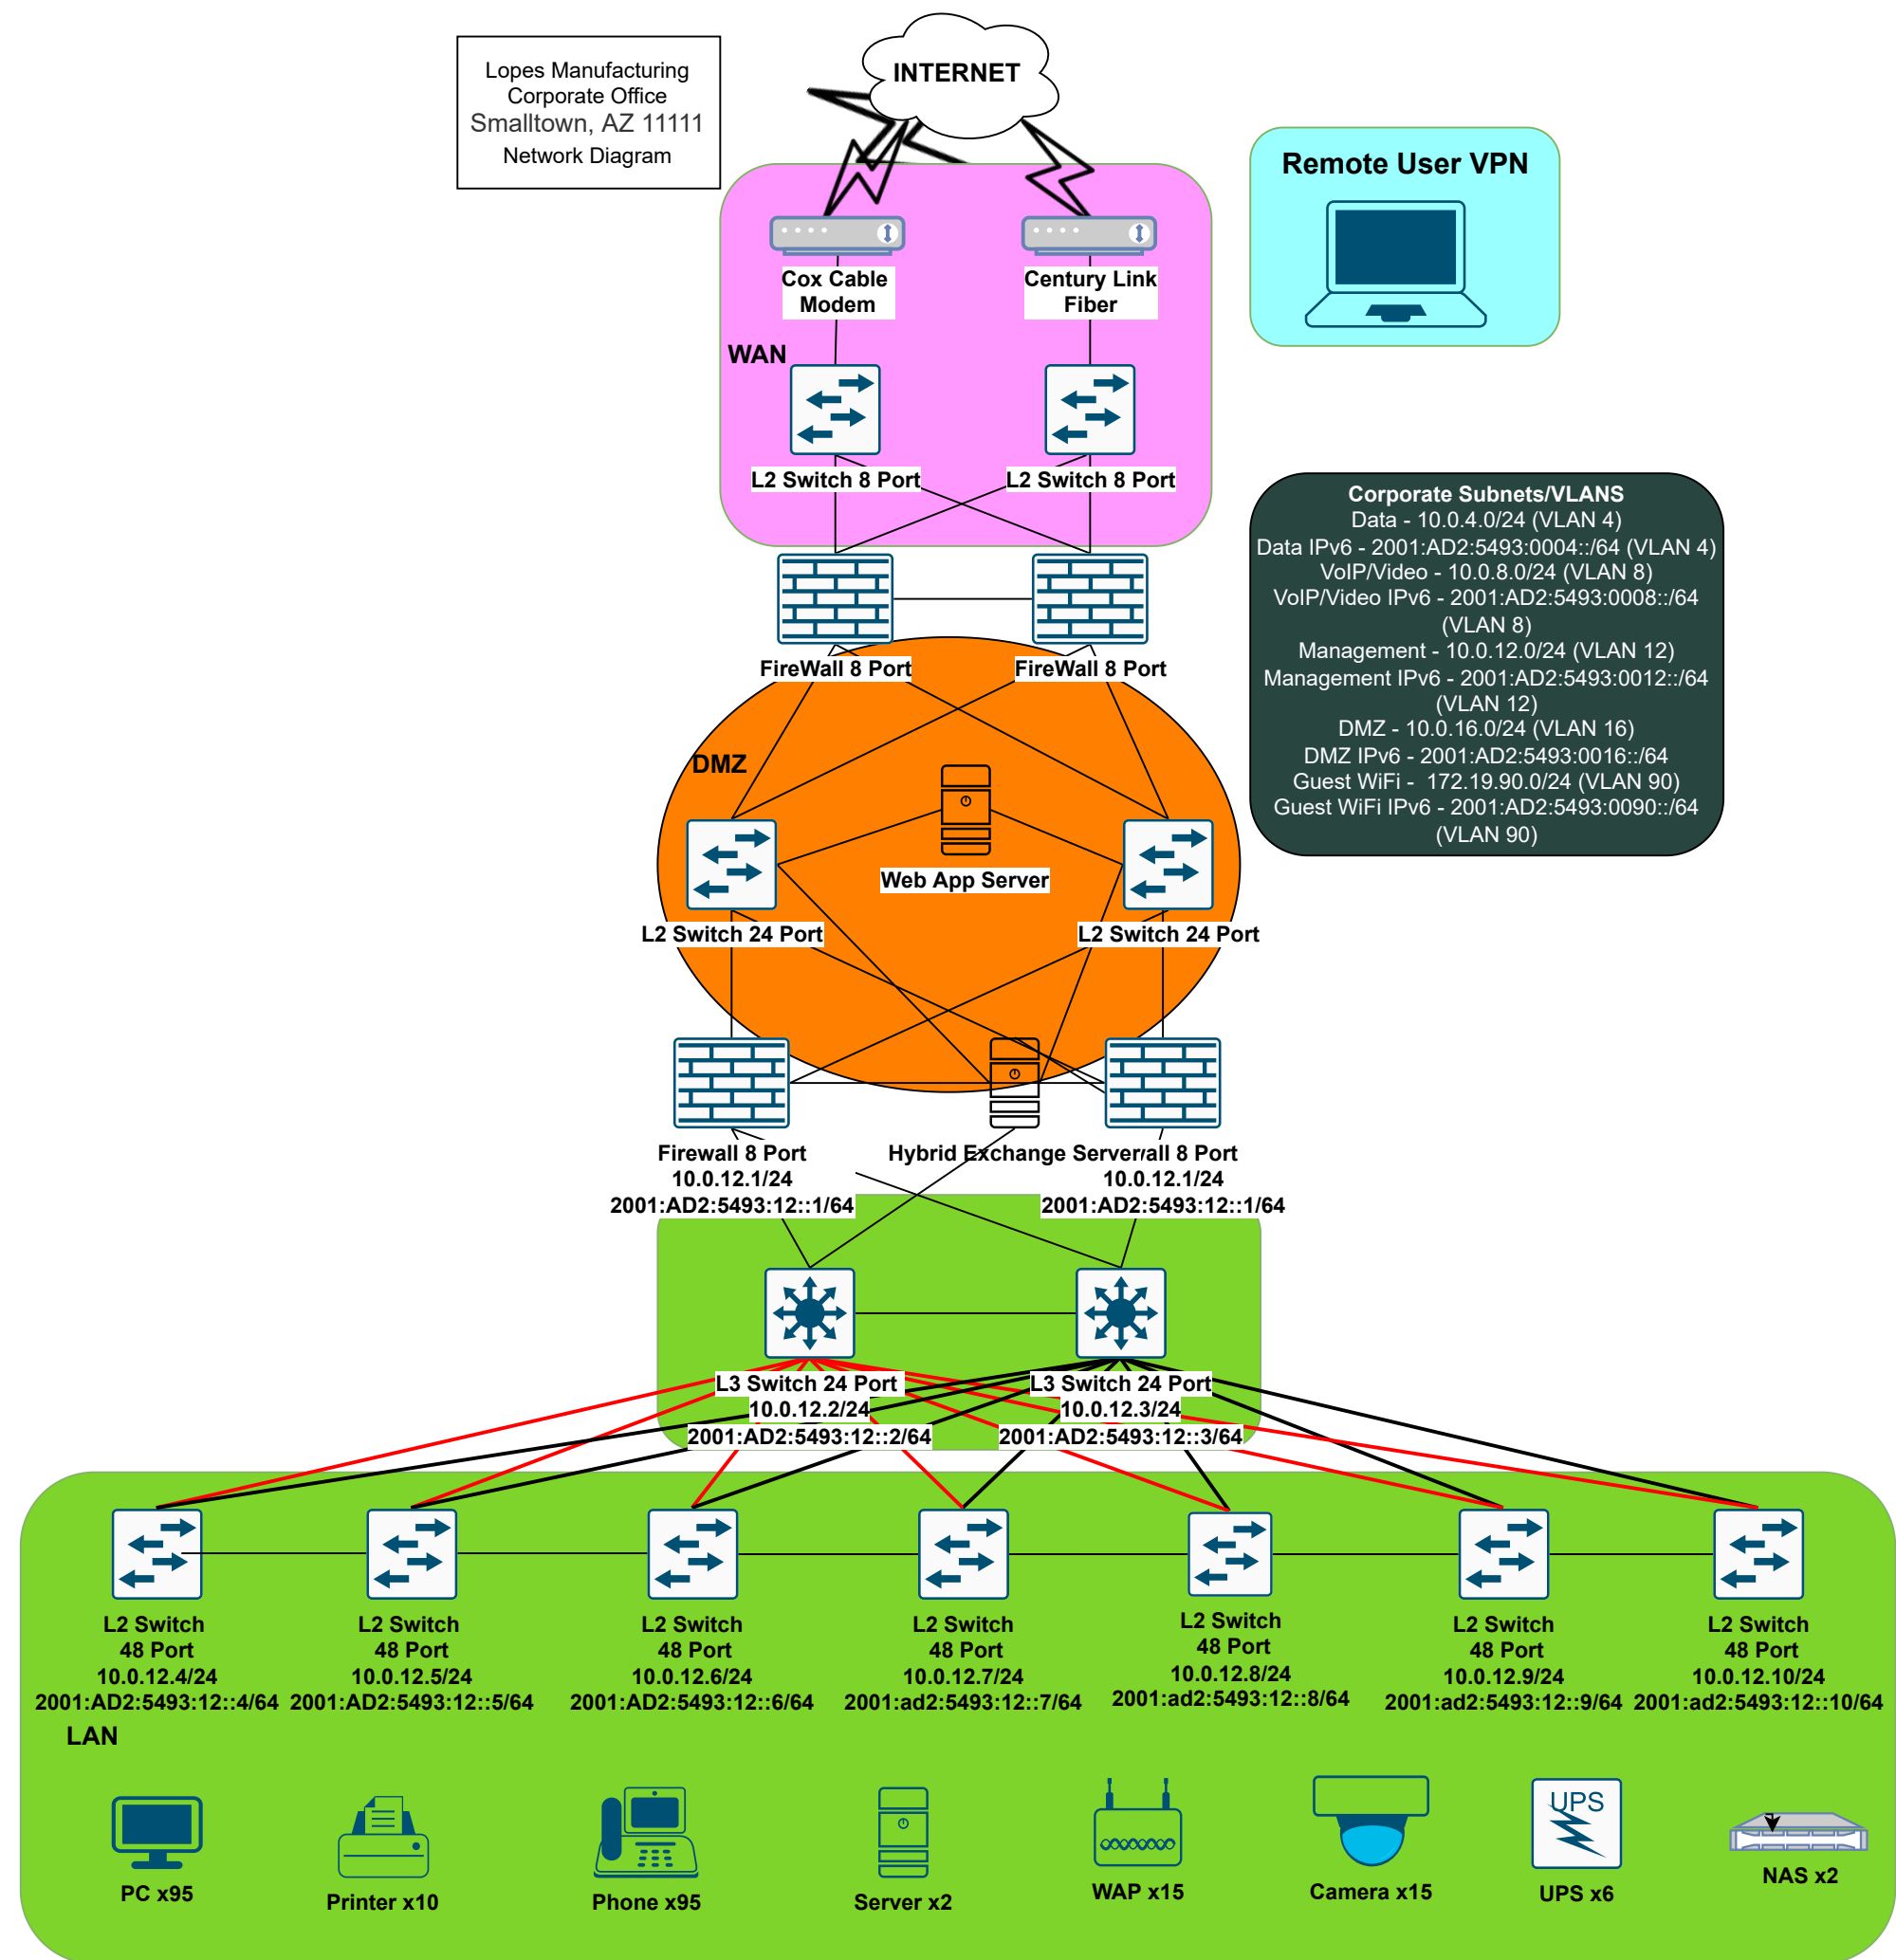 INTERNET
Lopes Manufacturing
Corporate Office
Smalltown, AZ 11111
Network Diagram
Remote User VPN
Cox Cable
Modem
Century Link
Fiber
WAN
L2 Switch 8 Port
L2 Switch 8 Port
Corporate Subnets/VLANS
Data - 10.0.4.0/24 (VLAN 4)
Data IPv6 - 2001:AD2:5493:0004::/64 (VLAN 4)
VoIP/Video - 10.0.8.0/24 (VLAN 8)
VoIP/Video IPv6 - 2001:AD2:5493:0008::/64
(VLAN 8)
Management - 10.0.12.0/24 (VLAN 12)
Management IPv6 - 2001:AD2:5493:0012::/64
(VLAN 12)
DMZ - 10.0.16.0/24 (VLAN 16)
DMZ IPv6 - 2001:AD2:5493:0016::/64
Guest WiFi - 172.19.90.0/24 (VLAN 90)
Guest WiFi IPv6 - 2001:AD2:5493:0090::/64
(VLAN 90)
FireWall 8 Port
FireWall 8 Port
DMZ
Web App Server
L2 Switch 24 Port
L2 Switch 24 Port
Firewall 8 Port
10.0.12.1/24
2001:AD2:5493:12::1/64
Hybrid Exchange Server
all 8 Port
10.0.12.1/24
2001:AD2:5493:12::1/64
L3 Switch 24 Port
10.0.12.2/24
2001:AD2:5493:12::2/64
L3 Switch 24 Port
10.0.12.3/24
2001:AD2:5493:12::3/64
L2 Switch
48 Port
10.0.12.4/24
2001:AD2:5493:12::4/64
L2 Switch
48 Port
10.0.12.5/24
2001:AD2:5493:12::5/64
L2 Switch
48 Port
10.0.12.6/24
2001:AD2:5493:12::6/64
L2 Switch
48 Port
10.0.12.7/24
2001:ad2:5493:12::7/64
L2 Switch
48 Port
10.0.12.8/24
2001:ad2:5493:12::8/64
L2 Switch
48 Port
10.0.12.9/24
2001:ad2:5493:12::9/64
L2 Switch
48 Port
10.0.12.10/24
2001:ad2:5493:12::10/64
LAN
UPS
PC x95
Printer x10
Phone x95
Server x2
WAP x15
Camera x15
UPS x6
NAS x2